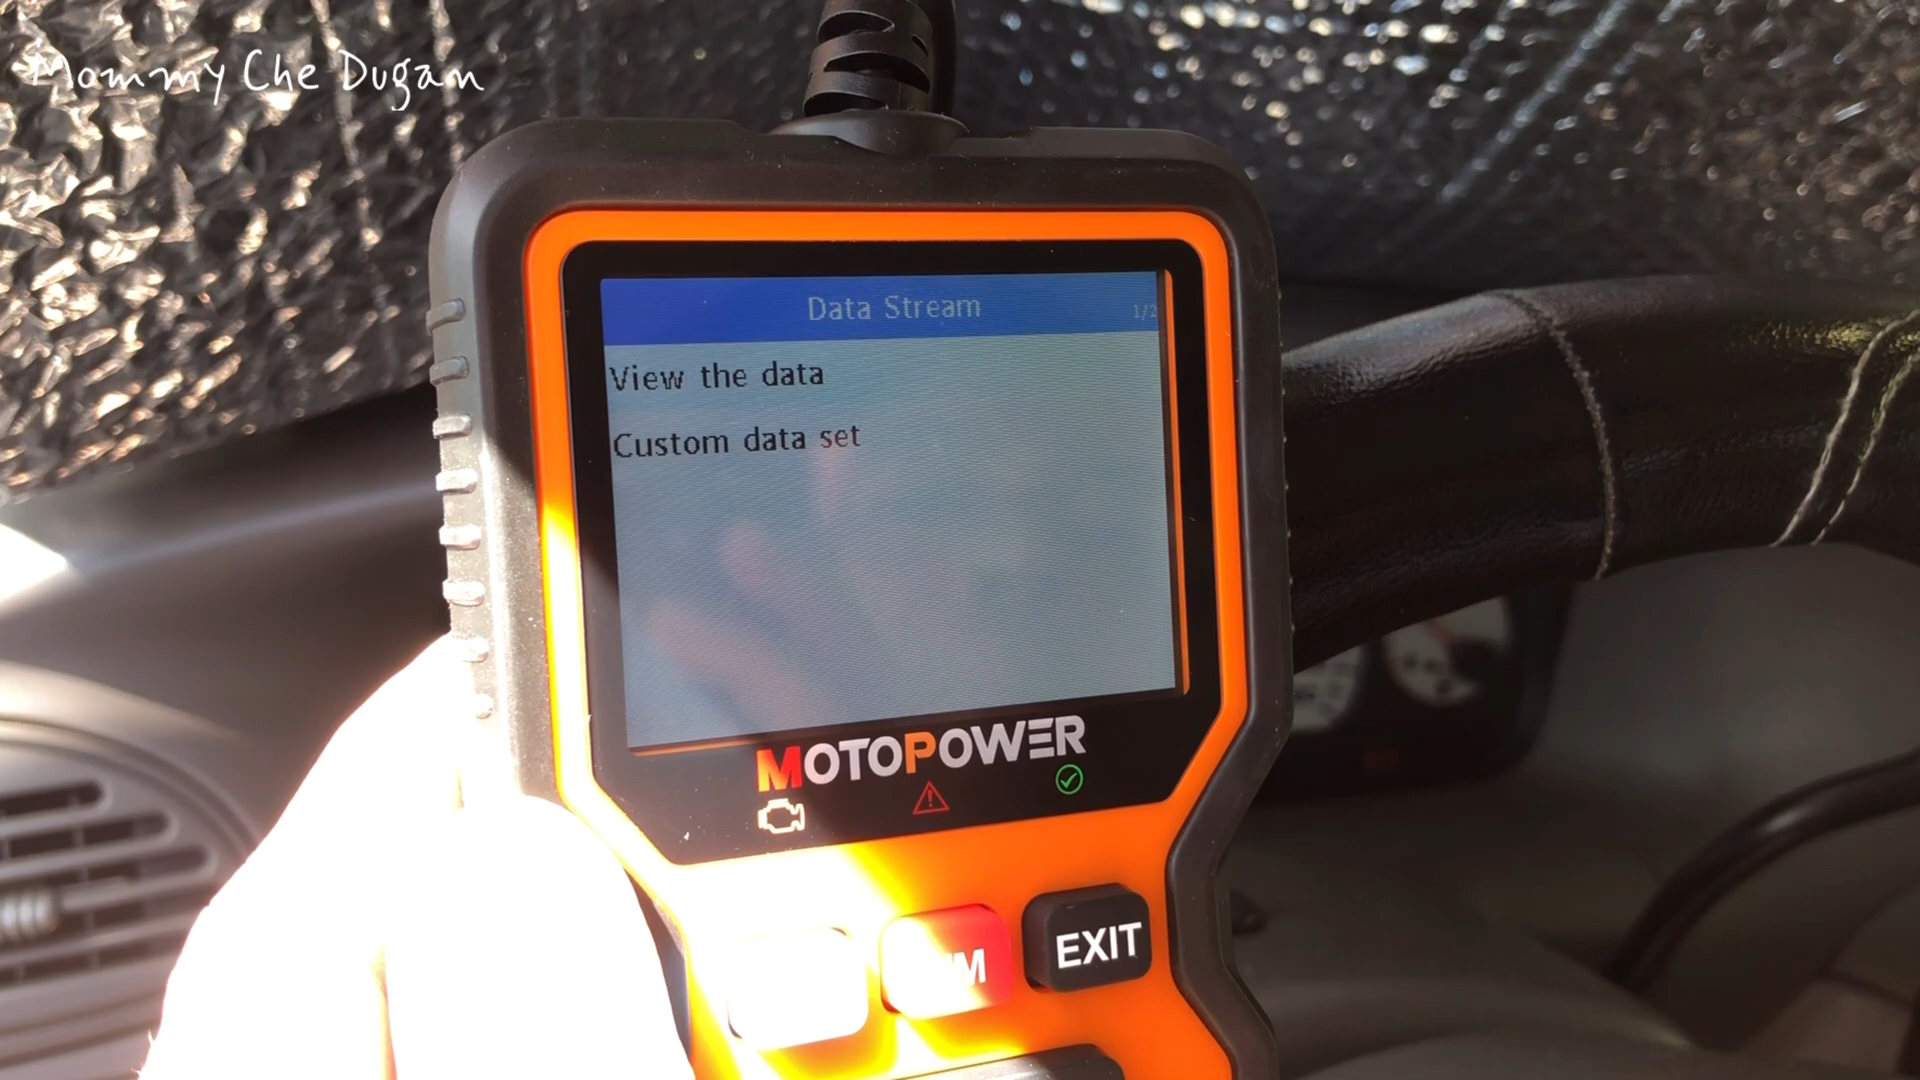 Mommy Che Dugan
Data Stream 1/2
View the data
Custom data set
MOTOPOWER
EXIT